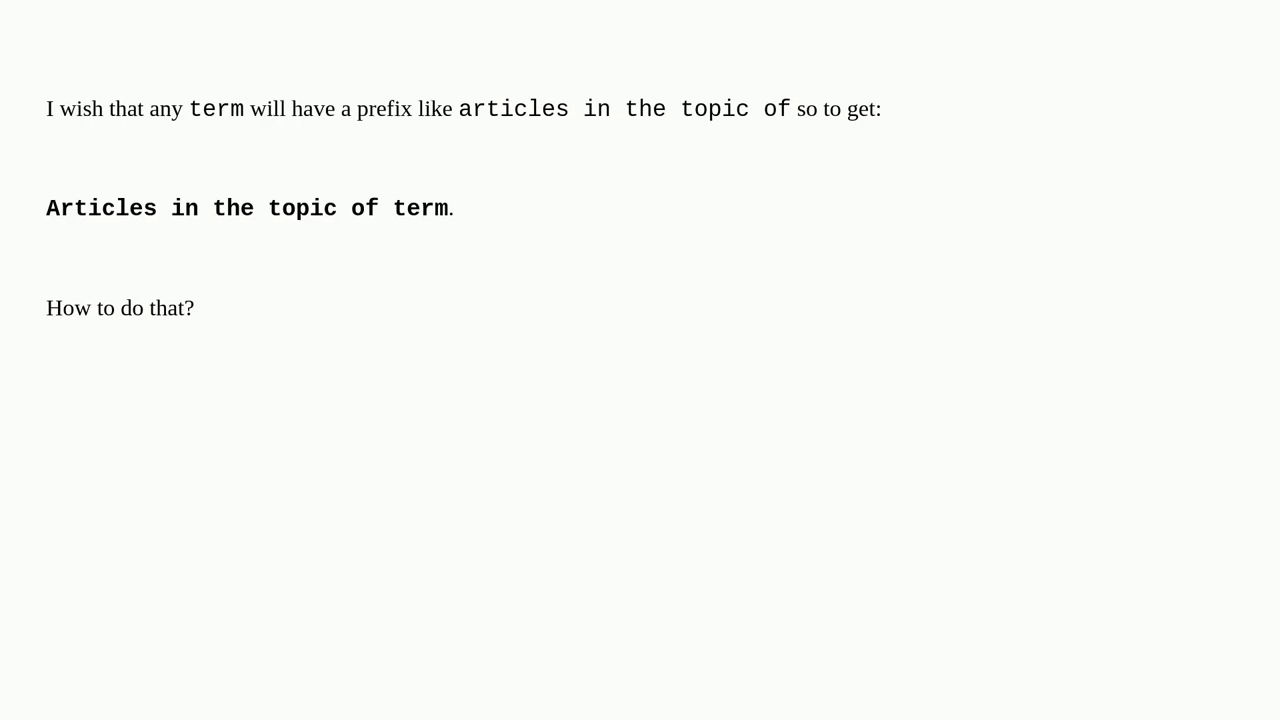 I wish that any term will have a prefix like articles in the topic of so to get:
Articles in the topic of term.
How to do that?